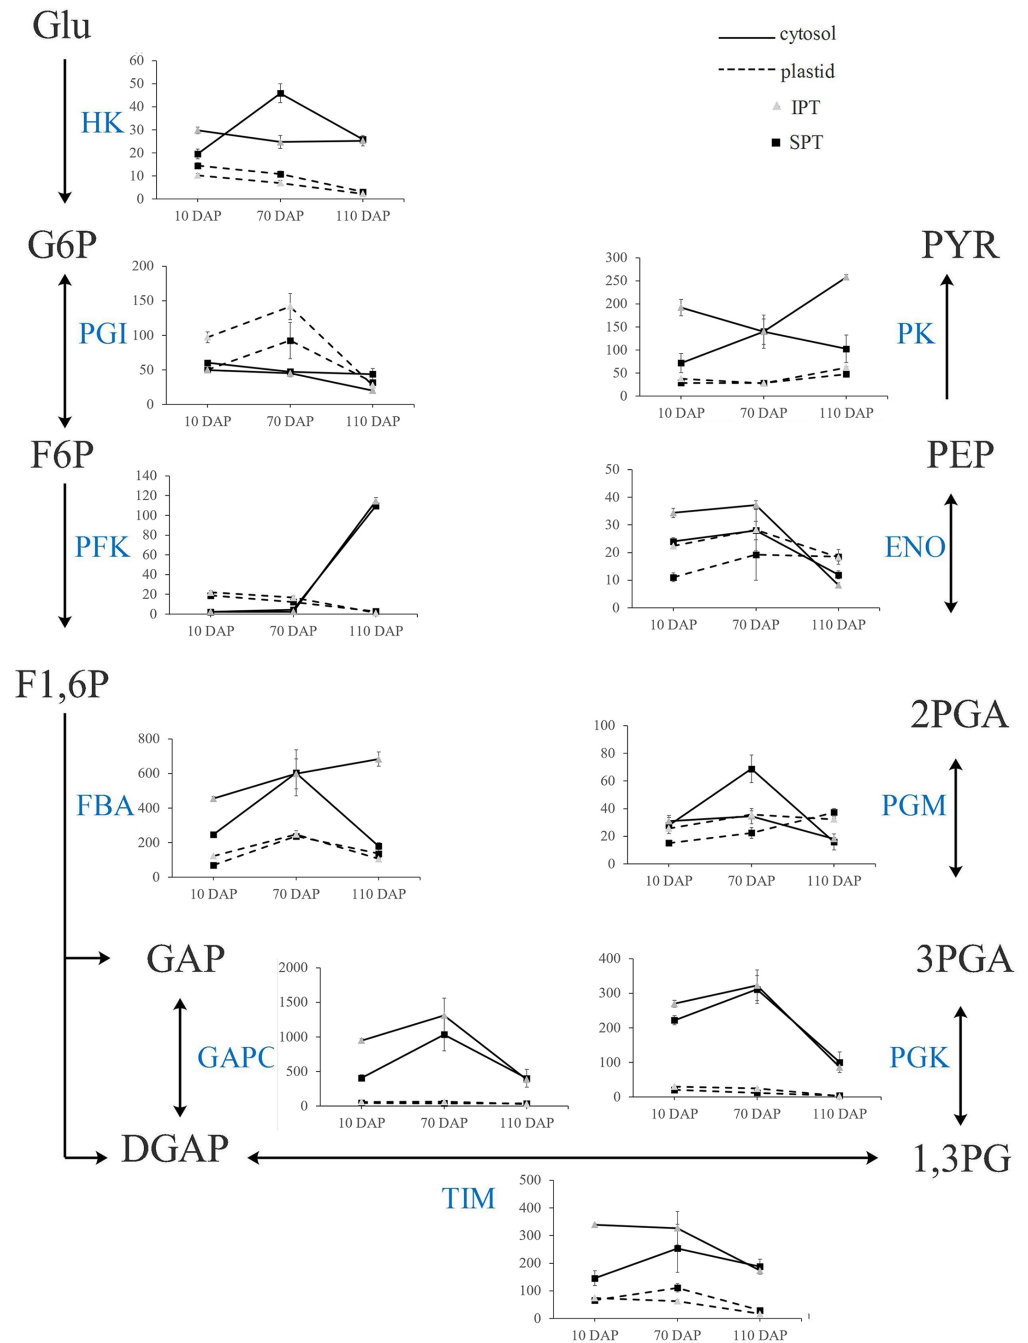 Glu
cytosol
plastid
IPT
SPT
HK
60
50
40
30
20
10
0
10 DAP 70 DAP 110 DAP
G6P
PYR
PGI
200
150
100
50
0
10 DAP 70 DAP 110 DAP
PK
300
250
200
150
100
50
0
10 DAP 70 DAP 110 DAP
F6P
PEP
PFK
140
120
100
80
60
40
20
0
10 DAP 70 DAP 110 DAP
ENO
50
40
30
20
10
0
10 DAP 70 DAP 110 DAP
F1,6P
2PGA
FBA
800
600
400
200
0
10 DAP 70 DAP 110 DAP
PGM
100
80
60
40
20
0
10 DAP 70 DAP 110 DAP
GAP
3PGA
GAPC
2000
1500
1000
500
0
10 DAP 70 DAP 110 DAP
PGK
400
300
200
100
0
10 DAP 70 DAP 110 DAP
DGAP
1,3PG
TIM
500
400
300
200
100
0
10 DAP 70 DAP 110 DAP